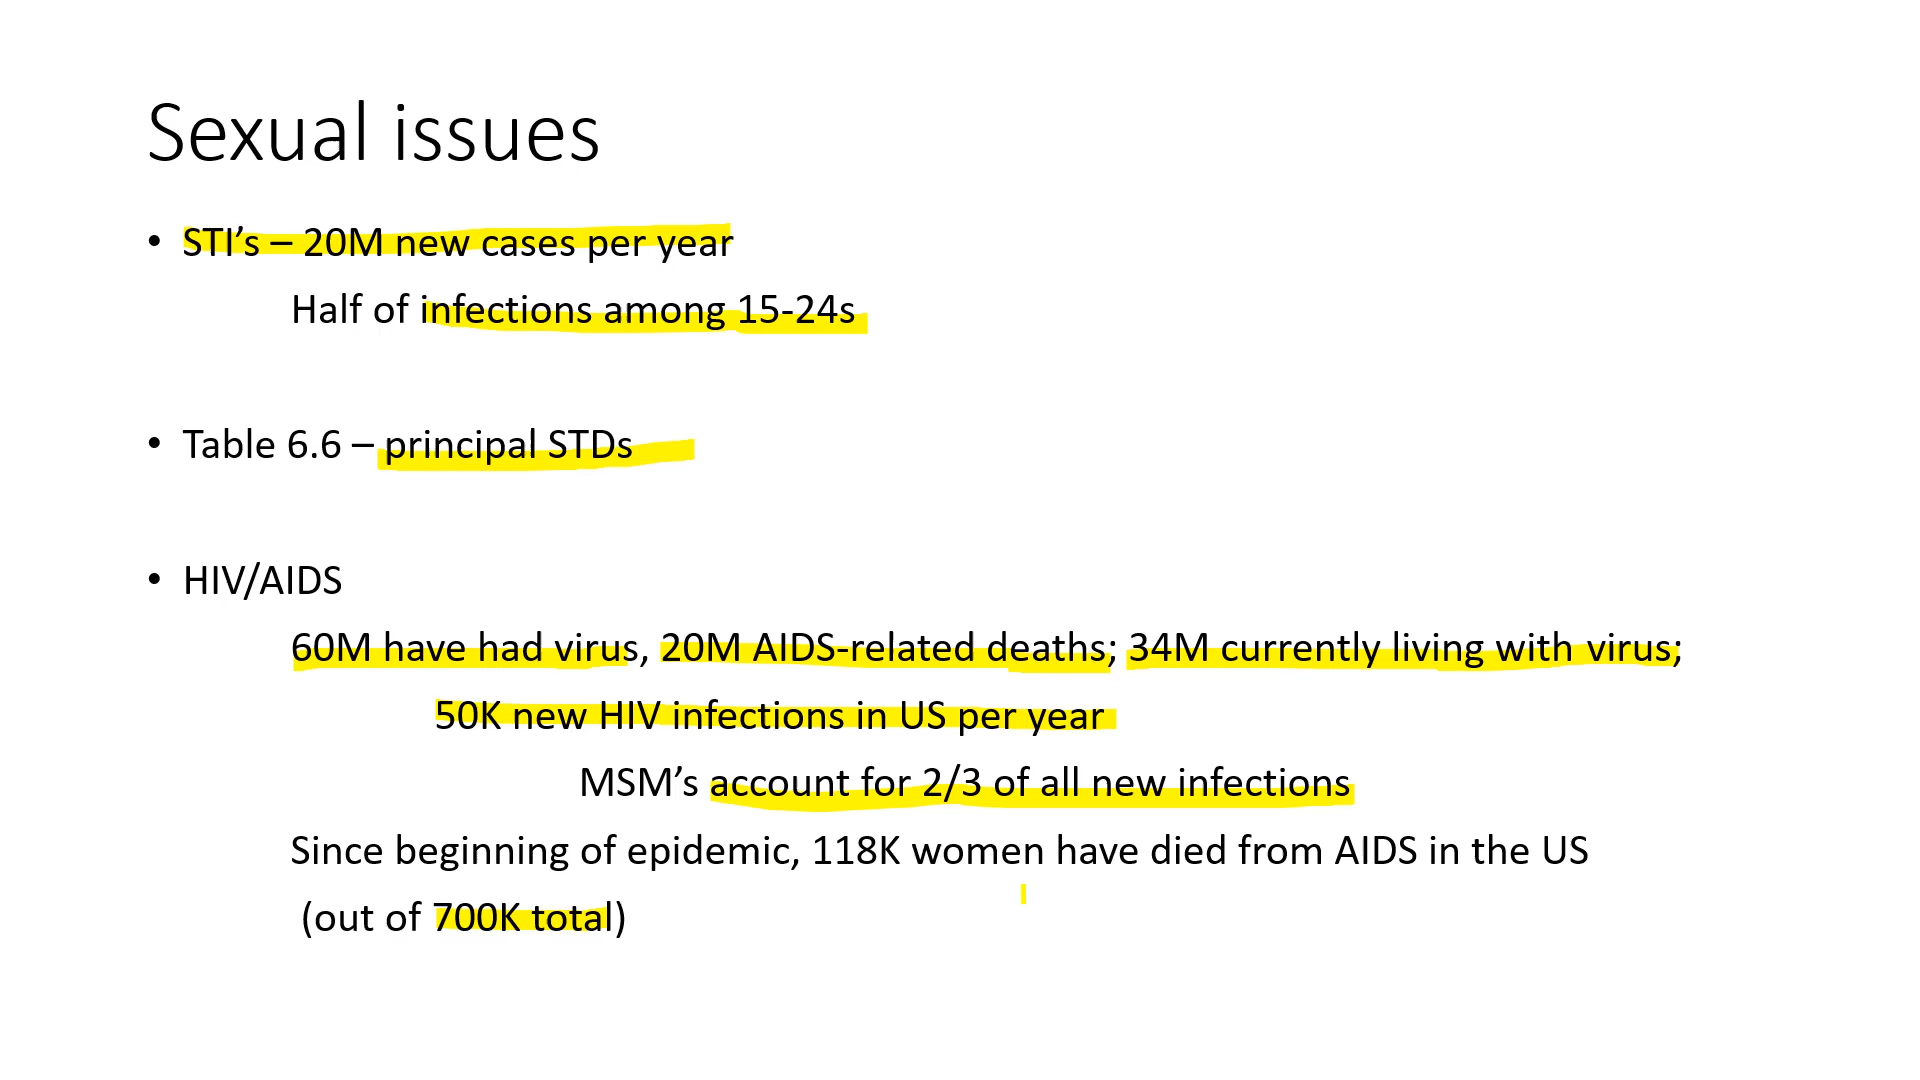 Sexual issues
• STI’s – 20M new cases per year
Half of infections among 15-24s
• Table 6.6 – principal STDs
• HIV/AIDS
60M have had virus, 20M AIDS-related deaths; 34M currently living with virus;
50K new HIV infections in US per year
MSM’s account for 2/3 of all new infections
Since beginning of epidemic, 118K women have died from AIDS in the US
(out of 700K total)